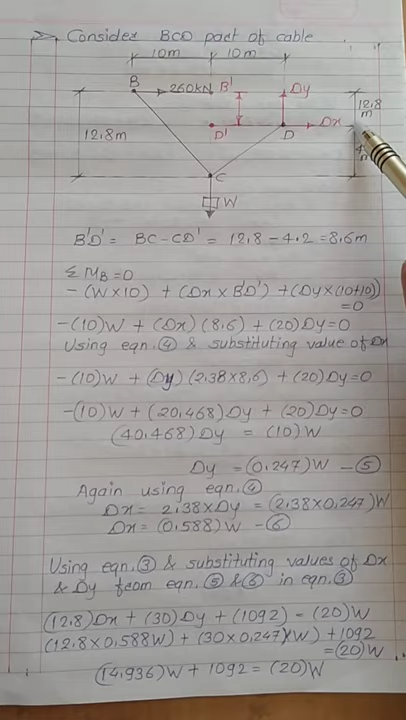 ⇒ Consider BCD part of cable.
10m 10m
B 260kN B' Dy
12.8 m
12.8m D' D Dx
4. m
C
W
B'D' = BC-CD' = 12.8-4.2 = 8.6m
ΣMB=0
-(W×10) + (Dx×B'D') + (Dy×(10+10)) =0
-(10)W + (Dx)(8.6) + (20)Dy=0
Using eqn.④ & substituting value of Dx
-(10)W + (Dy)(2.38×8.6) + (20)Dy=0
-(10)W + (20.468)Dy + (20)Dy=0
(40.468)Dy = (10)W
Dy = (0.247)W -⑤
Again using eqn.④
Dx = 2.38×Dy = (2.38×0.247)W
Dx = (0.588)W -⑥
Using eqn.③ & substituting values of Dx
& Dy from eqn.⑤ & ⑥ in eqn.③
(12.8)Dx + (30)Dy + (1092) = (20)W
(12.8×0.588W) + (30×0.247)(W) + 1092
=(20)W
(14.936)W + 1092 = (20)W